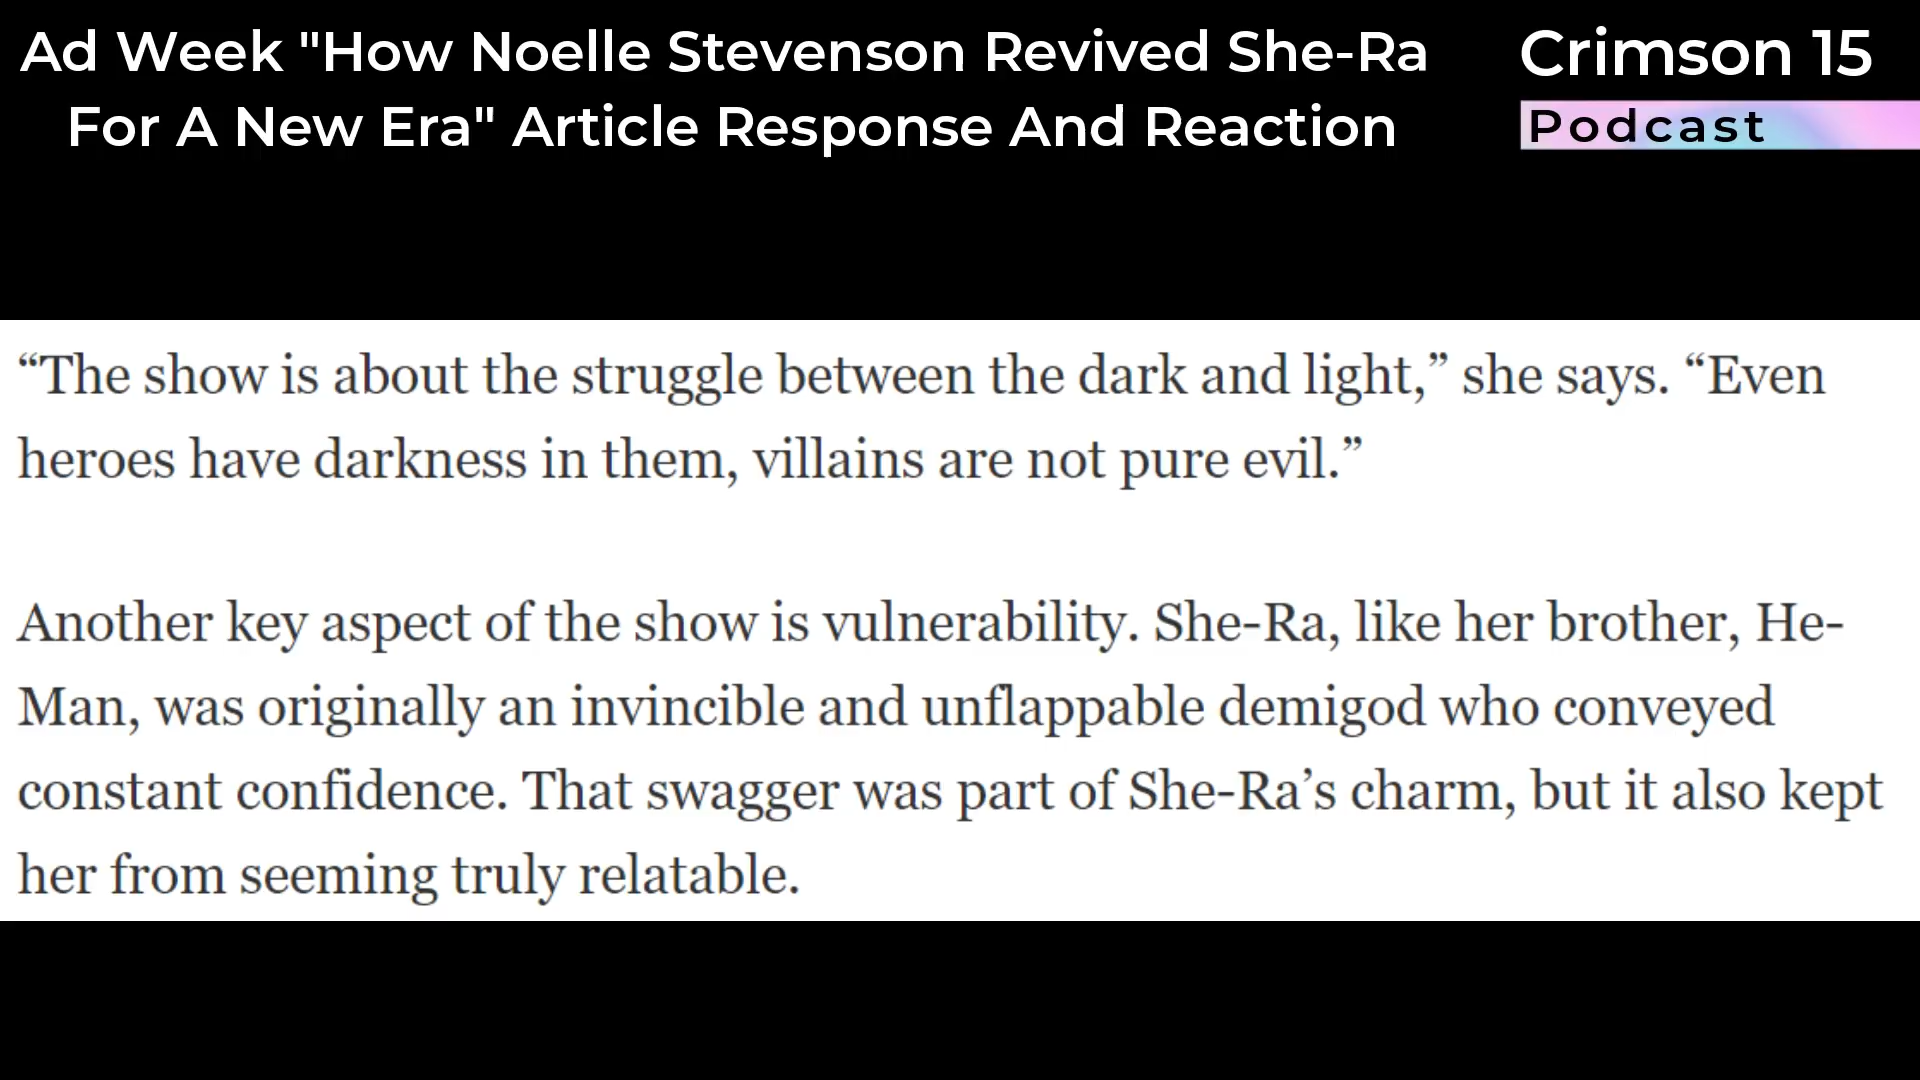 Ad Week "How Noelle Stevenson Revived She-Ra
For A New Era" Article Response And Reaction
Crimson 15
Podcast
“The show is about the struggle between the dark and light,” she says. “Even
heroes have darkness in them, villains are not pure evil.”
Another key aspect of the show is vulnerability. She-Ra, like her brother, He-
Man, was originally an invincible and unflappable demigod who conveyed
constant confidence. That swagger was part of She-Ra’s charm, but it also kept
her from seeming truly relatable.